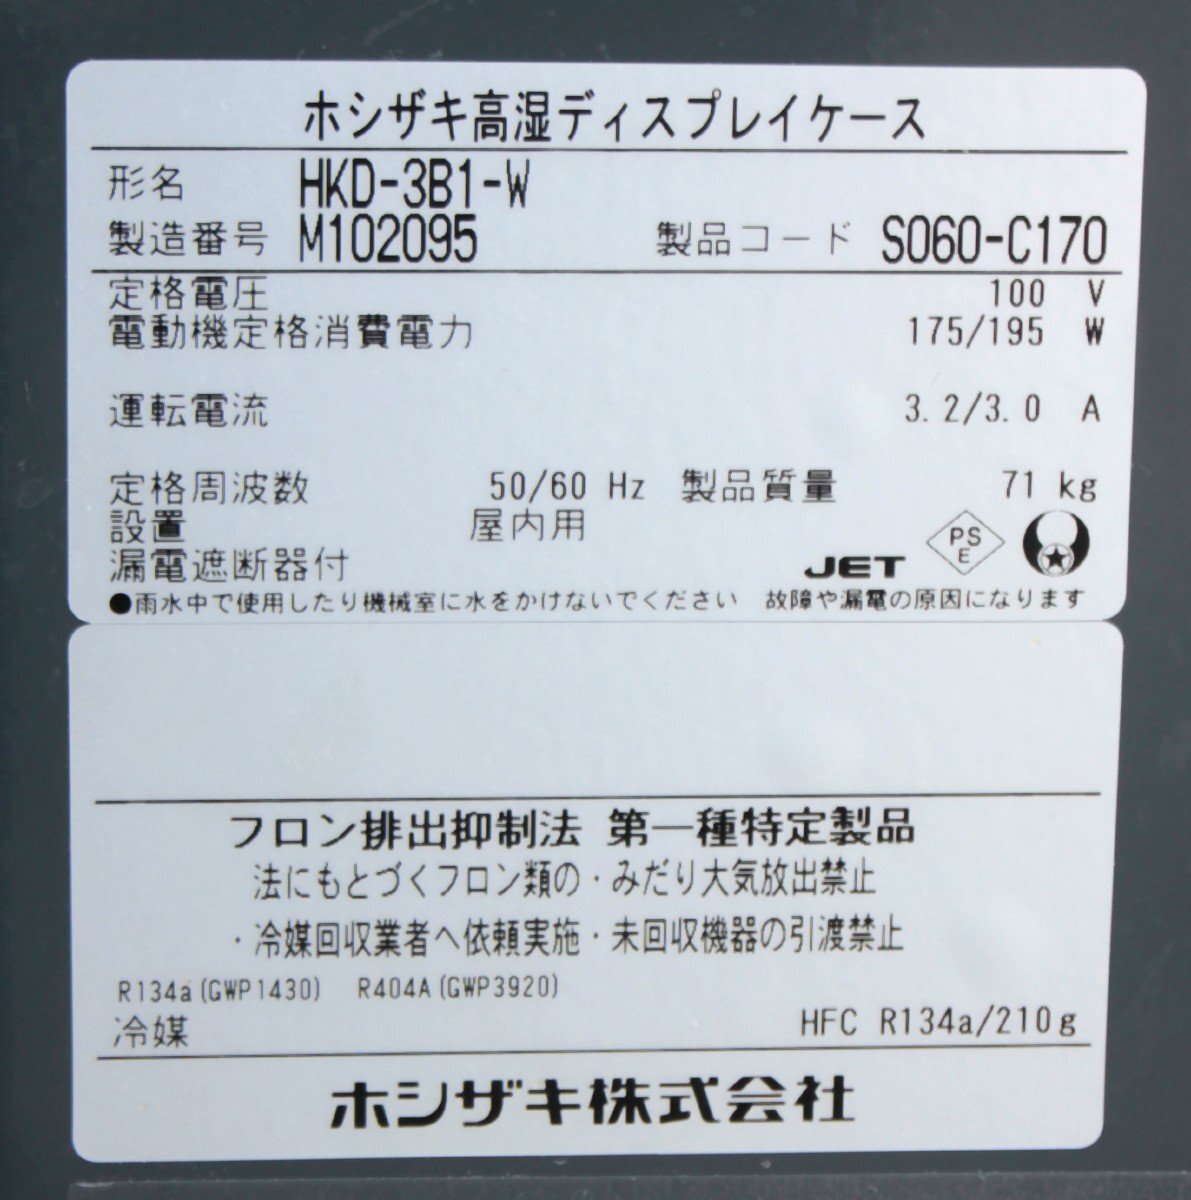 ホシザキ高湿ディスプレイケース
形名 HKD-3B1-W
製造番号 M102095 製品コード S060-C170
定格電圧 100 V
電動機定格消費電力 175/195 W
運転電流 3.2/3.0 A
定格周波数 50/60 Hz 製品質量 71 kg
設置 屋内用
漏電遮断器付 JET PS E
●雨水中で使用したり機械室に水をかけないでください 故障や漏電の原因になります
フロン排出抑制法 第一種特定製品
法にもとづくフロン類の・みだり大気放出禁止
・冷媒回収業者へ依頼実施・未回収機器の引渡禁止
R134a(GWP1430) R404A(GWP3920)
冷媒 HFC R134a/210g
ホシザキ株式会社